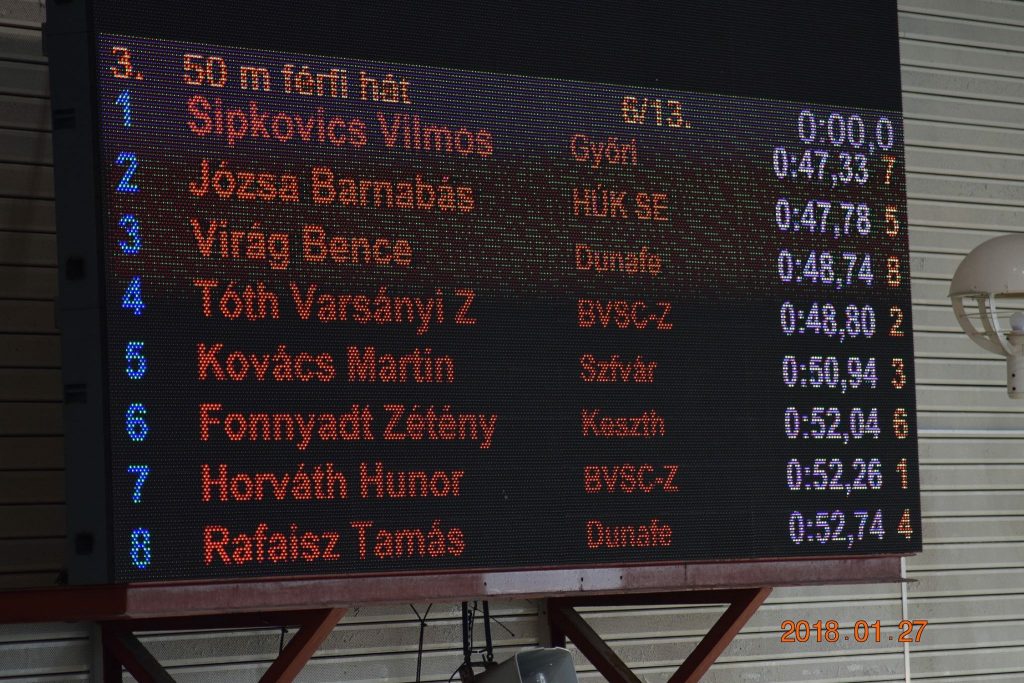 3. 50 m férfi hát 6/13. 0:00,0
1 Sipkovics Vilmos Győri 0:47,33 7
2 Józsa Barnabás HÚK SE 0:47,78 5
3 Virág Bence Dunafe 0:48,74 8
4 Tóth Varsányi Z BVSC-Z 0:48,80 2
5 Kovács Martin Szfvár 0:50,94 3
6 Fonnyadt Zétény Keszth 0:52,04 6
7 Horváth Hunor BVSC-Z 0:52,26 1
8 Rafaisz Tamás Dunafe 0:52,74 4
2018.01.27